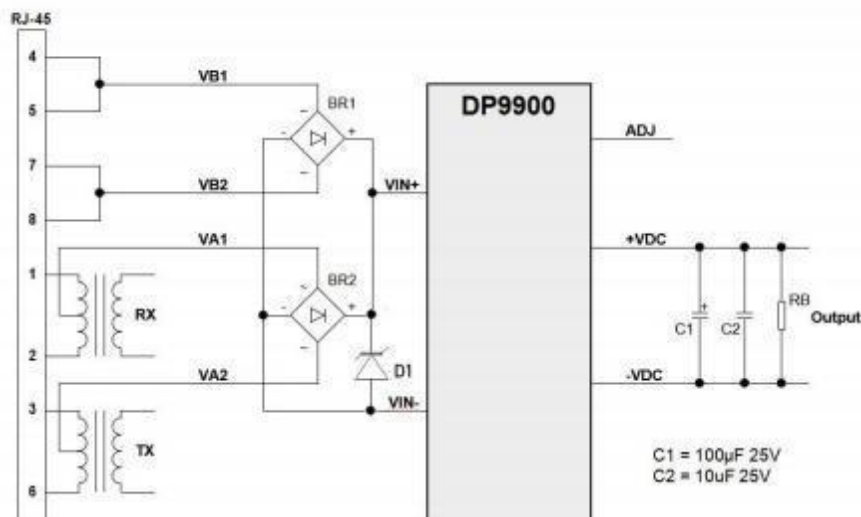 RJ-45
4
5
7
8
1
2
3
6
VB1
VB2
VA1
VA2
RX
TX
BR1
~
-
+
~
BR2
~
-
+
~
D1
VIN+
VIN-
DP9900
ADJ
+VDC
-VDC
+
C1
C2
RB
Output
C1 = 100µF 25V
C2 = 10uF 25V